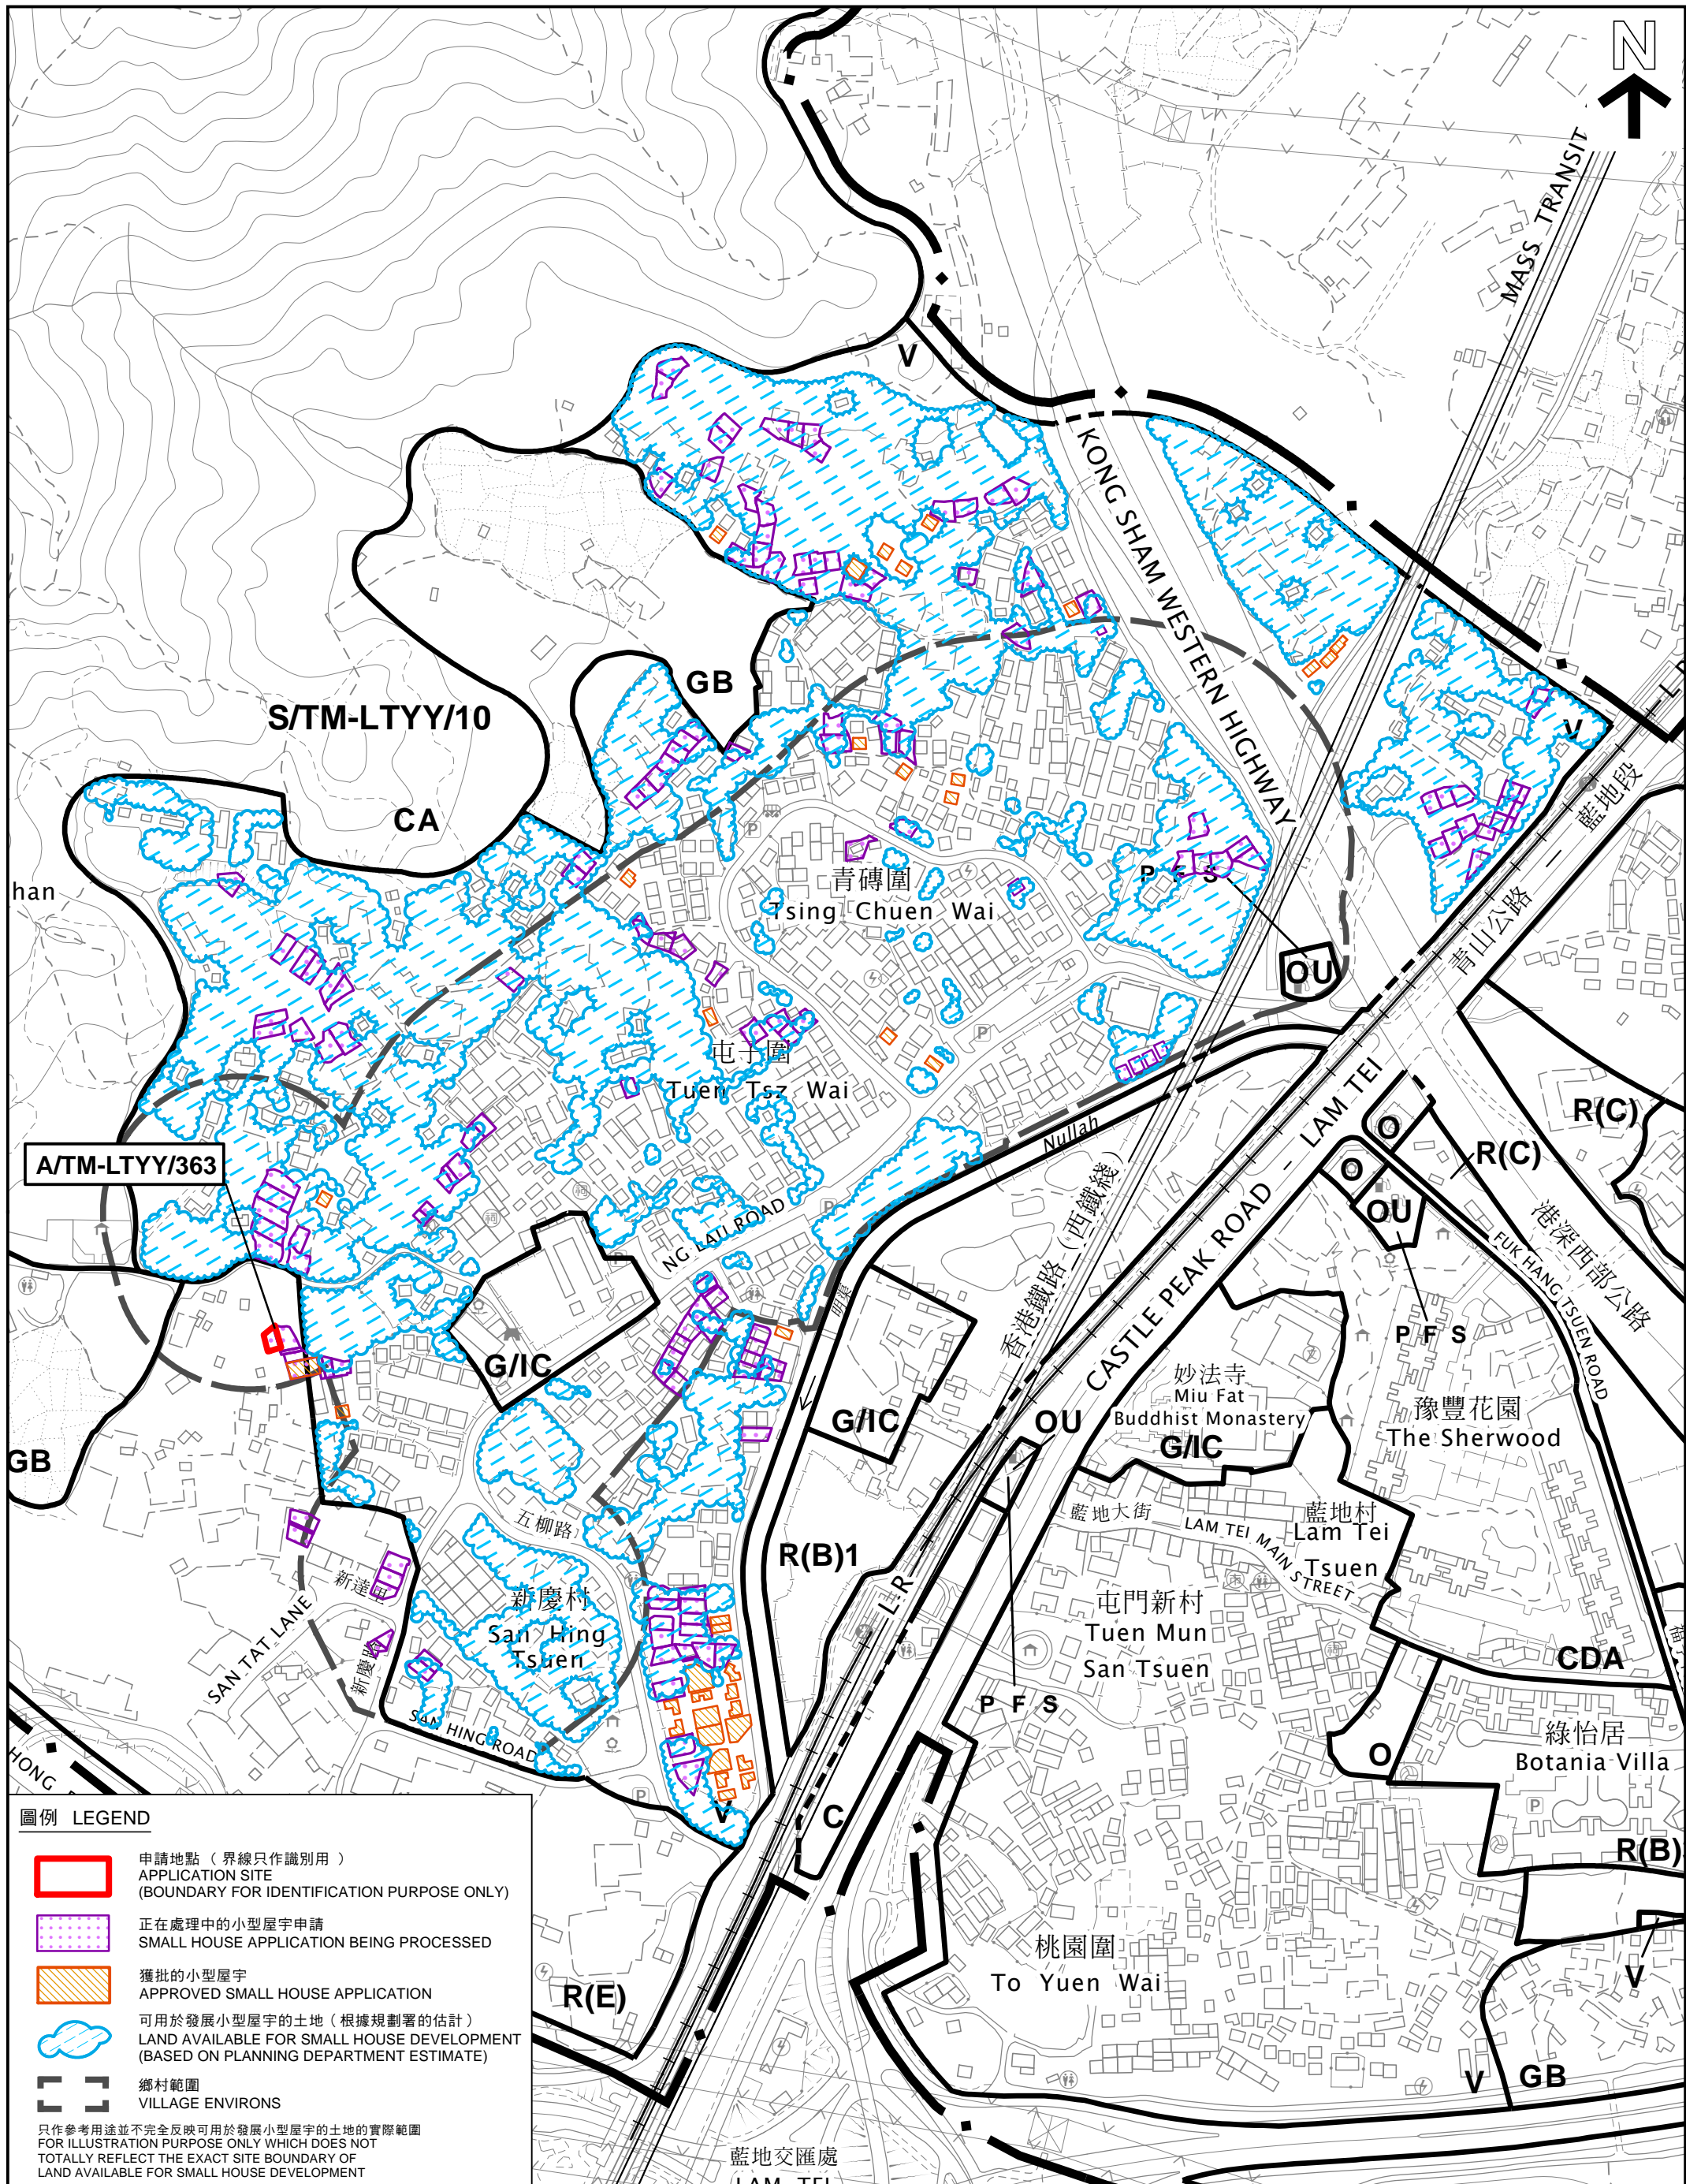 N
MASS TRANSIT
V
KONG SHAM WESTERN HIGHWAY
GB
S/TM-LTYY/10
CA
V
藍地段
han
P
青磚圍
Tsing Chuen Wai
P F S
OU
青山公路
P
屯子圍
Tuen Tsz Wai
Nullah
LAM TEI
O
R(C)
R(C)
A/TM-LTYY/363
O
OU
NG LAU ROAD
P
明渠
香港鐵路（西鐵綫）
CASTLE PEAK ROAD -
FUK HANG TSUEN ROAD
港深西部公路
P F S
G/IC
G/IC
OU
妙法寺
Miu Fat
Buddhist Monastery
G/IC
豫豐花園
The Sherwood
GB
五柳路
R(B)1
藍地大街
LAM TEI MAIN STREET
藍地村
Lam Tei
Tsuen
新達里
SAN TAT LANE
新慶路
新慶村
San Hing
Tsuen
L R
屯門新村
Tuen Mun
San Tsuen
CDA
P F S
SAN HING ROAD
綠怡居
Botania Villa
O
HONG
P
V
C
P
R(B)
圖例 LEGEND
申請地點（界線只作識別用）
APPLICATION SITE
(BOUNDARY FOR IDENTIFICATION PURPOSE ONLY)
正在處理中的小型屋宇申請
SMALL HOUSE APPLICATION BEING PROCESSED
獲批的小型屋宇
APPROVED SMALL HOUSE APPLICATION
可用於發展小型屋宇的土地（根據規劃署的估計）
LAND AVAILABLE FOR SMALL HOUSE DEVELOPMENT
(BASED ON PLANNING DEPARTMENT ESTIMATE)
鄉村範圍
VILLAGE ENVIRONS
只作參考用途並不完全反映可用於發展小型屋宇的土地的實際範圍
FOR ILLUSTRATION PURPOSE ONLY WHICH DOES NOT
TOTALLY REFLECT THE EXACT SITE BOUNDARY OF
LAND AVAILABLE FOR SMALL HOUSE DEVELOPMENT
R(E)
桃園圍
To Yuen Wai
V
V
GB
藍地交匯處
LAM TEI